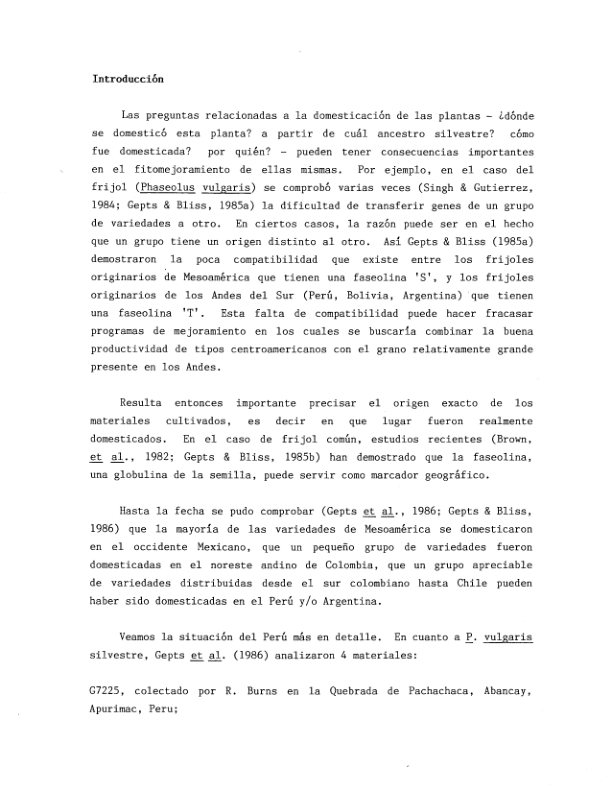 Introducción
Las preguntas relacionadas a la domesticación de las plantas - ¿dónde
se domesticó esta planta? a partir de cuál ancestro silvestre? cómo
fue domesticada? por quién? - pueden tener consecuencias importantes
en el fitomejoramiento de ellas mismas. Por ejemplo, en el caso del
frijol (Phaseolus vulgaris) se comprobó varias veces (Singh & Gutierrez,
1984; Gepts & Bliss, 1985a) la dificultad de transferir genes de un grupo
de variedades a otro. En ciertos casos, la razón puede ser en el hecho
que un grupo tiene un origen distinto al otro. Así Gepts & Bliss (1985a)
demostraron la poca compatibilidad que existe entre los frijoles
originarios de Mesoamérica que tienen una faseolina 'S', y los frijoles
originarios de los Andes del Sur (Perú, Bolivia, Argentina) que tienen
una faseolina 'T'. Esta falta de compatibilidad puede hacer fracasar
programas de mejoramiento en los cuales se buscaría combinar la buena
productividad de tipos centroamericanos con el grano relativamente grande
presente en los Andes.
Resulta entonces importante precisar el origen exacto de los
materiales cultivados, es decir en que lugar fueron realmente
domesticados. En el caso de frijol común, estudios recientes (Brown,
et al., 1982; Gepts & Bliss, 1985b) han demostrado que la faseolina,
una globulina de la semilla, puede servir como marcador geográfico.
Hasta la fecha se pudo comprobar (Gepts et al., 1986; Gepts & Bliss,
1986) que la mayoría de las variedades de Mesoamérica se domesticaron
en el occidente Mexicano, que un pequeño grupo de variedades fueron
domesticadas en el noreste andino de Colombia, que un grupo apreciable
de variedades distribuidas desde el sur colombiano hasta Chile pueden
haber sido domesticadas en el Perú y/o Argentina.
Veamos la situación del Perú más en detalle. En cuanto a P. vulgaris
silvestre, Gepts et al. (1986) analizaron 4 materiales:
G7225, colectado por R. Burns en la Quebrada de Pachachaca, Abancay,
Apurimac, Peru;